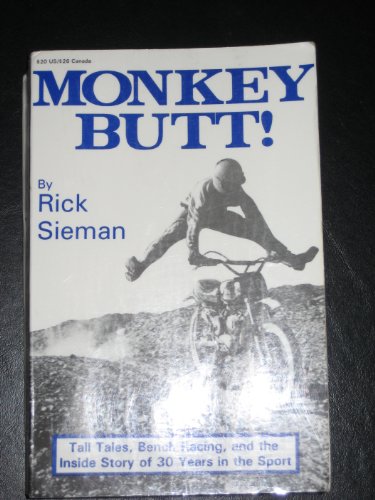 $20 US/$26 Canada
MONKEY
BUTT!
By
Rick
Sieman
Tall Tales, Bench Racing, and the
Inside Story of 30 Years in the Sport